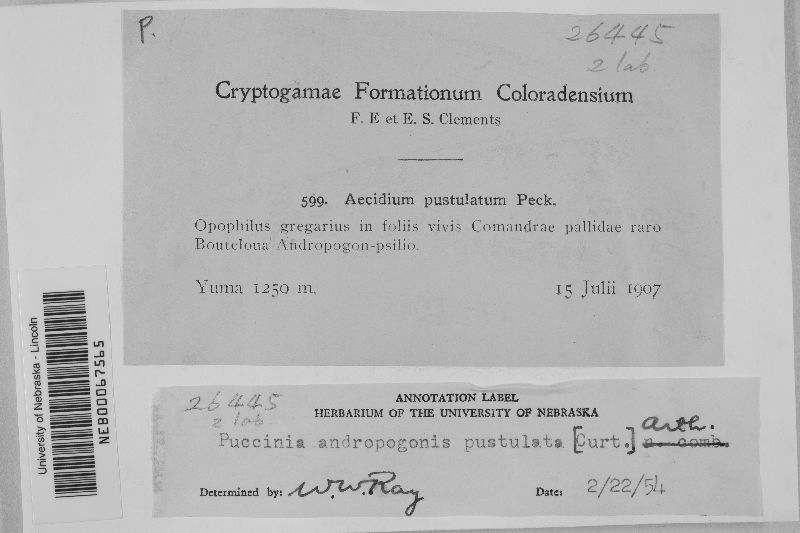 P.
26445
2 lab.
Cryptogamae Formationum Coloradensium
F. E et E. S. Clements
599. Aecidium pustulatum Peck.
Opophilus gregarius in foliis vivis Comandrae pallidae raro
Bouteloua Andropogon-psilio.
Yuma 1250 m.
15 Julii 1907
University of Nebraska - Lincoln
NEB00067565
26445
2 lab.
ANNOTATION LABEL
HERBARIUM OF THE UNIVERSITY OF NEBRASKA
Puccinia andropogonis pustulata [Curt.] n. comb. Arth.
Determined by: W. W. Ray
Date: 2/22/54